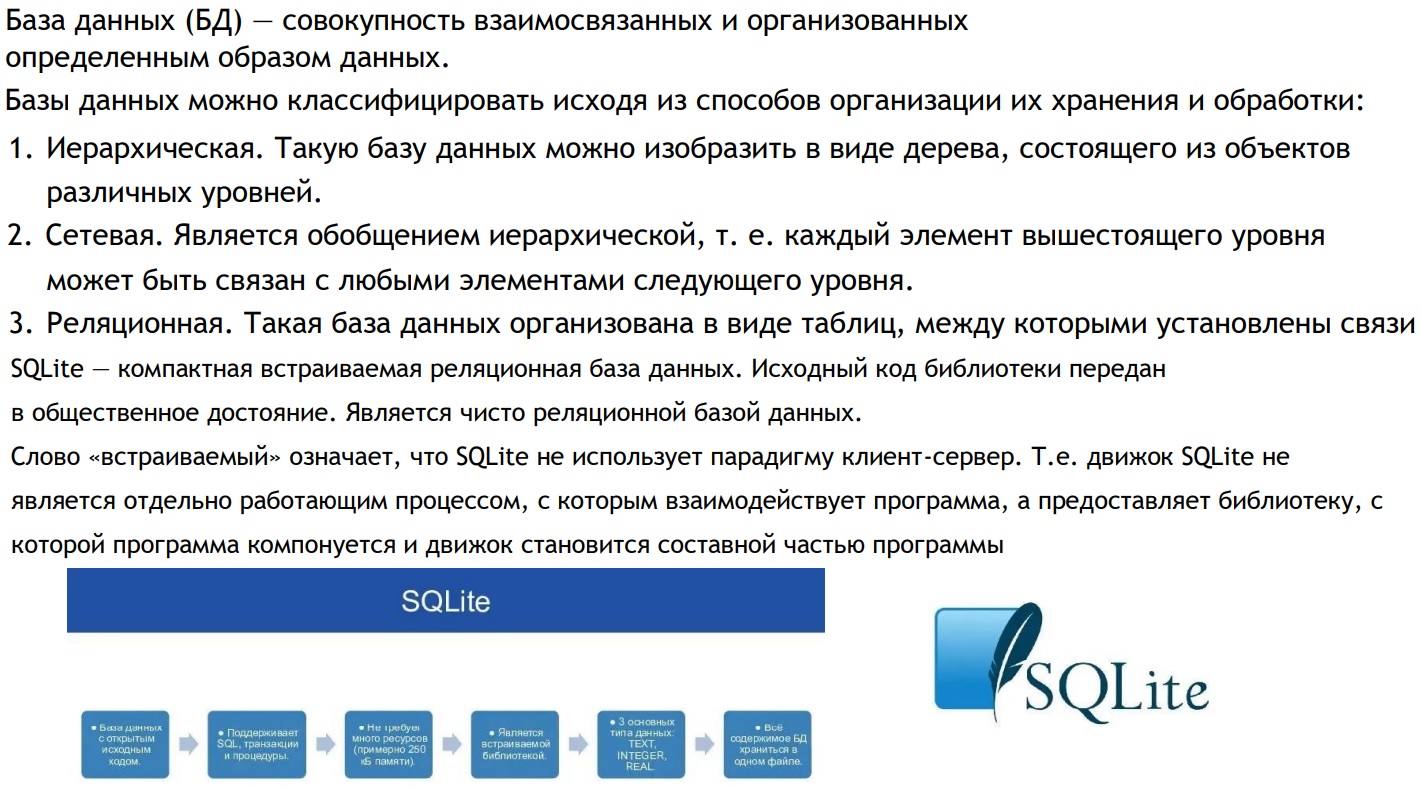 База данных (БД) — совокупность взаимосвязанных и организованных
определенным образом данных.
Базы данных можно классифицировать исходя из способов организации их хранения и обработки:
1. Иерархическая. Такую базу данных можно изобразить в виде дерева, состоящего из объектов
различных уровней.
2. Сетевая. Является обобщением иерархической, т. е. каждый элемент вышестоящего уровня
может быть связан с любыми элементами следующего уровня.
3. Реляционная. Такая база данных организована в виде таблиц, между которыми установлены связи
SQLite — компактная встраиваемая реляционная база данных. Исходный код библиотеки передан
в общественное достояние. Является чисто реляционной базой данных.
Слово «встраиваемый» означает, что SQLite не использует парадигму клиент-сервер. Т.е. движок SQLite не
является отдельно работающим процессом, с которым взаимодействует программа, а предоставляет библиотеку, с
которой программа компонуется и движок становится составной частью программы
SQLite
● База данных
с открытым
исходным
кодом.
● Поддерживает
SQL, транзакции
и процедуры.
● Не требует
много ресурсов
(примерно 250
кБ памяти).
● Является
встраиваемой
библиотекой.
● 3 основных
типа данных:
TEXT,
INTEGER,
REAL.
● Всё
содержимое БД
храниться в
одном файле.
SQLite